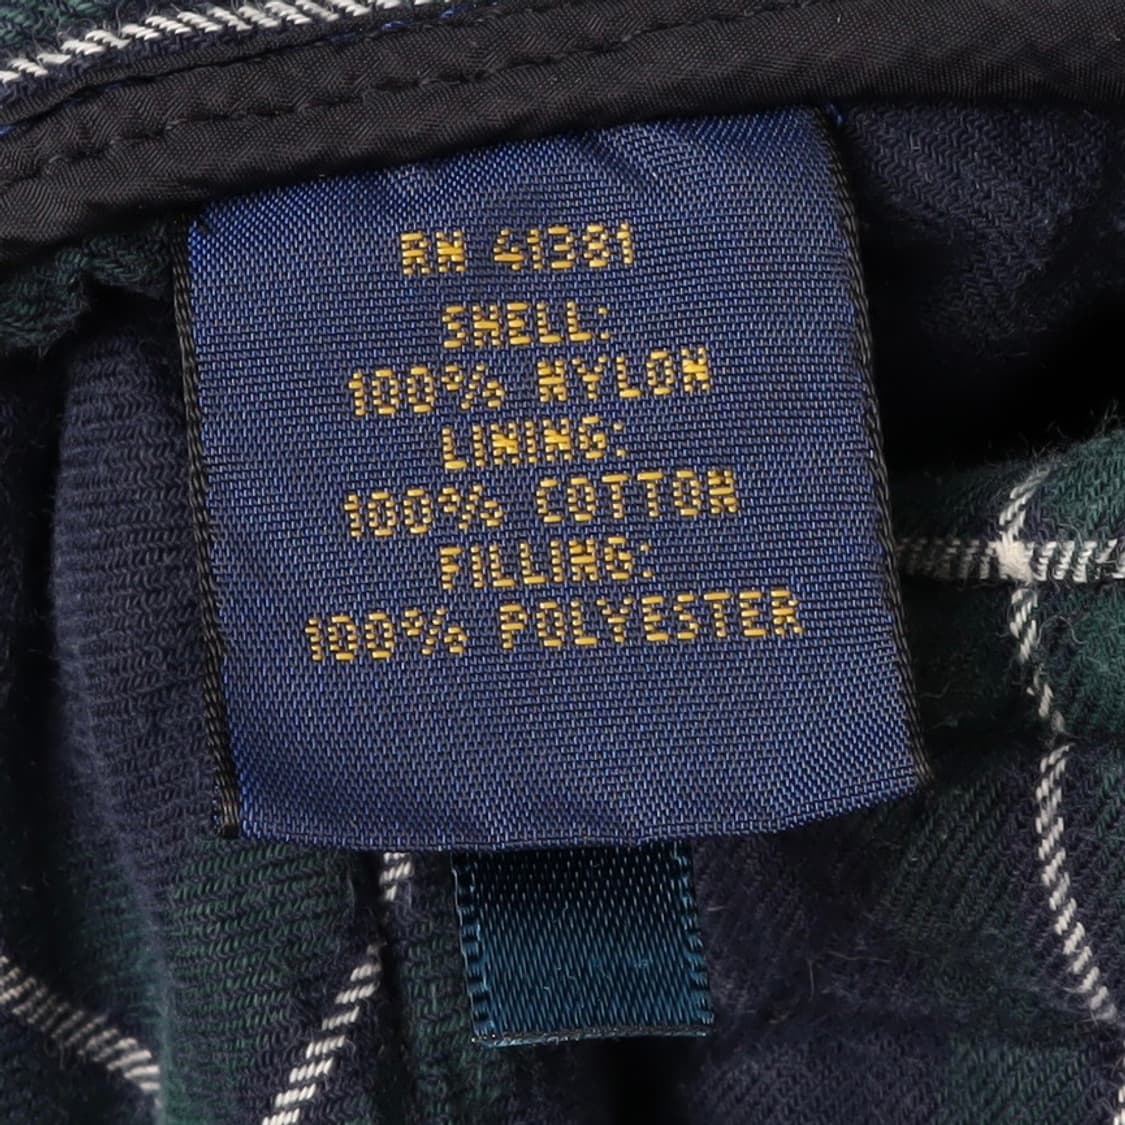 RN 41381
SHELL:
100% NYLON
LINING:
100% COTTON
FILLING:
100% POLYESTER